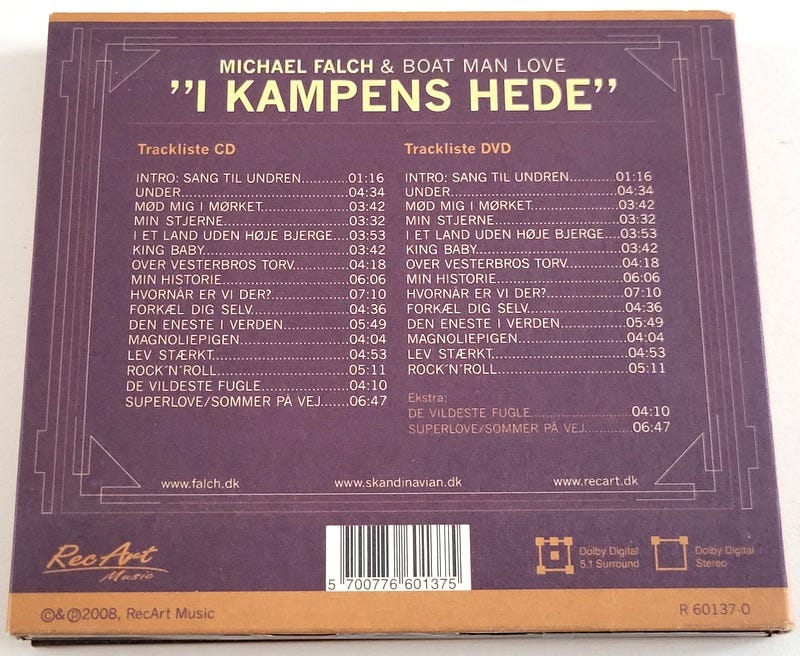 MICHAEL FALCH & BOAT MAN LOVE
”I KAMPENS HEDE”
Trackliste CD
INTRO: SANG TIL UNDREN...........01:16
UNDER...............................04:34
MØD MIG I MØRKET...............03:42
MIN STJERNE.......................03:32
I ET LAND UDEN HØJE BJERGE....03:53
KING BABY.........................03:42
OVER VESTERBROS TORV..........04:18
MIN HISTORIE......................06:06
HVORNÅR ER VI DER?.............07:10
FORKÆL DIG SELV.................04:36
DEN ENESTE I VERDEN.............05:49
MAGNOLIEPIGEN...................04:04
LEV STÆRKT.......................04:53
ROCK´N´ROLL......................05:11
DE VILDESTE FUGLE................04:10
SUPERLOVE/SOMMER PÅ VEJ......06:47
Trackliste DVD
INTRO: SANG TIL UNDREN...........01:16
UNDER...............................04:34
MØD MIG I MØRKET...............03:42
MIN STJERNE.......................03:32
I ET LAND UDEN HØJE BJERGE....03:53
KING BABY.........................03:42
OVER VESTERBROS TORV..........04:18
MIN HISTORIE......................06:06
HVORNÅR ER VI DER?.............07:10
FORKÆL DIG SELV.................04:36
DEN ENESTE I VERDEN.............05:49
MAGNOLIEPIGEN...................04:04
LEV STÆRKT.......................04:53
ROCK´N´ROLL......................05:11
Ekstra:
DE VILDESTE FUGLE................04:10
SUPERLOVE/SOMMER PÅ VEJ..........06:47
www.falch.dk
www.skandinavian.dk
www.recart.dk
RecArt
Music
5 700776 601375
Dolby Digital
5.1 Surround
Dolby Digital
Stereo
©&℗2008, RecArt Music
R 60137-0